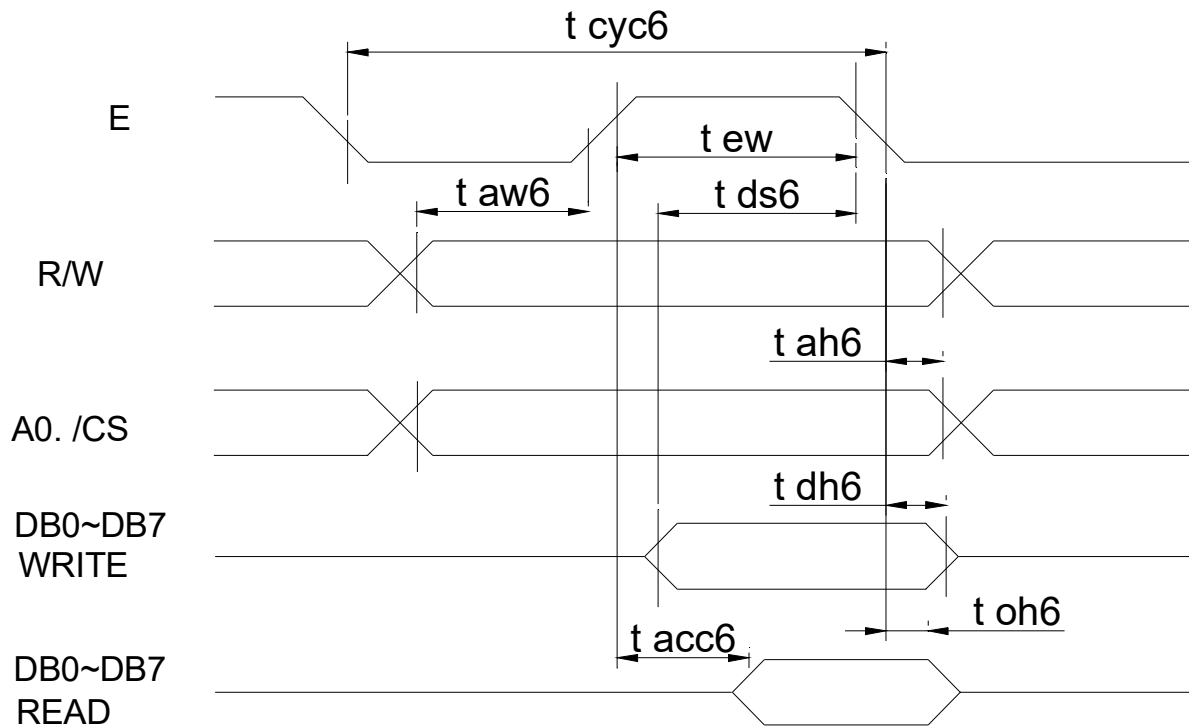 t cyc6
E
t ew
t aw6
t ds6
R/W
t ah6
A0. /CS
t dh6
DB0~DB7
WRITE
t oh6
t acc6
DB0~DB7
READ